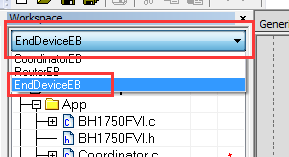 Workspace
EndDeviceEB
CoordinatorEB
RouterEB
EndDeviceEB
App
BH1750FVI.c
BH1750FVI.h
Coordinator.c
Generi